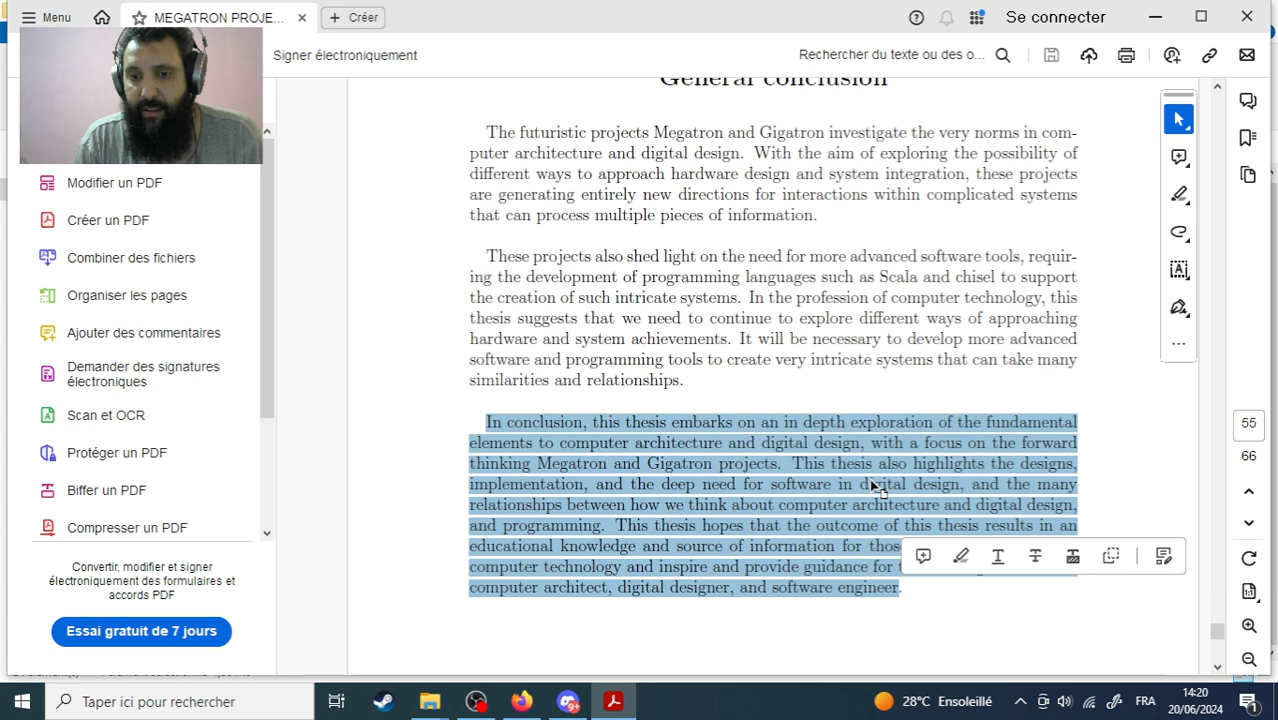 Menu
MEGATRON PROJE...
Créer
Se connecter
Signer électroniquement
Rechercher du texte ou des o...
Modifier un PDF
Créer un PDF
Combiner des fichiers
Organiser les pages
Ajouter des commentaires
Demander des signatures
électroniques
Scan et OCR
Protéger un PDF
Biffer un PDF
Compresser un PDF
Convertir, modifier et signer
électroniquement des formulaires et
accords PDF
Essai gratuit de 7 jours
General conclusion
The futuristic projects Megatron and Gigatron investigate the very norms in com-
puter architecture and digital design. With the aim of exploring the possibility of
different ways to approach hardware design and system integration, these projects
are generating entirely new directions for interactions within complicated systems
that can process multiple pieces of information.
These projects also shed light on the need for more advanced software tools, requir-
ing the development of programming languages such as Scala and chisel to support
the creation of such intricate systems. In the profession of computer technology, this
thesis suggests that we need to continue to explore different ways of approaching
hardware and system achievements. It will be necessary to develop more advanced
software and programming tools to create very intricate systems that can take many
similarities and relationships.
In conclusion, this thesis embarks on an in depth exploration of the fundamental
elements to computer architecture and digital design, with a focus on the forward
thinking Megatron and Gigatron projects. This thesis also highlights the designs,
implementation, and the deep need for software in digital design, and the many
relationships between how we think about computer architecture and digital design,
and programming. This thesis hopes that the outcome of this thesis results in an
educational knowledge and source of information for those
computer technology and inspire and provide guidance for
computer architect, digital designer, and software engineer.
55
66
Taper ici pour rechercher
28°C Ensoleillé
FRA
14:20
20/06/2024